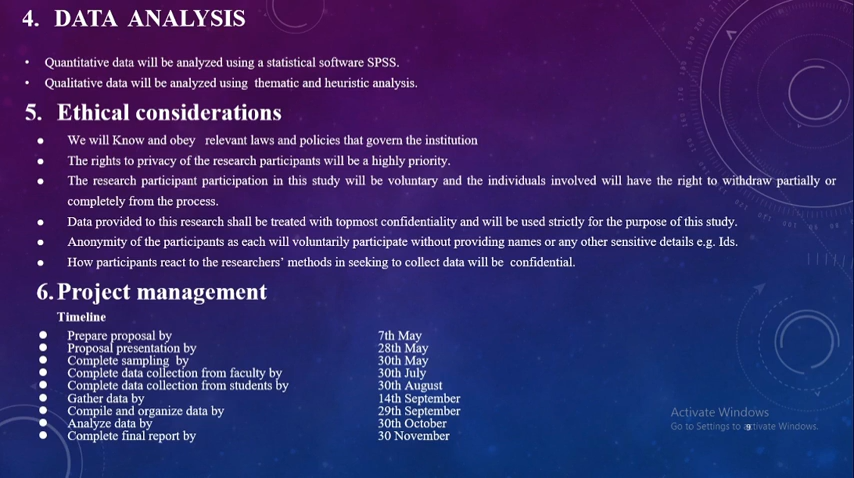 4. DATA ANALYSIS
• Quantitative data will be analyzed using a statistical software SPSS.
• Qualitative data will be analyzed using thematic and heuristic analysis.
5. Ethical considerations
● We will Know and obey relevant laws and policies that govern the institution
● The rights to privacy of the research participants will be a highly priority.
● The research participant participation in this study will be voluntary and the individuals involved will have the right to withdraw partially or
completely from the process.
● Data provided to this research shall be treated with topmost confidentiality and will be used strictly for the purpose of this study.
● Anonymity of the participants as each will voluntarily participate without providing names or any other sensitive details e.g. Ids.
● How participants react to the researchers' methods in seeking to collect data will be confidential.
6. Project management
Timeline
● Prepare proposal by 7th May
● Proposal presentation by 28th May
● Complete sampling by 30th May
● Complete data collection from faculty by 30th July
● Complete data collection from students by 30th August
● Gather data by 14th September
● Compile and organize data by 29th September
● Analyze data by 30th October
● Complete final report by 30 November
Activate Windows
Go to Settings to activate Windows.
9